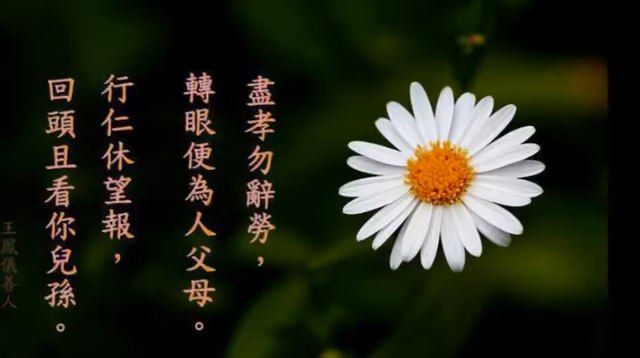 盡孝勿辭勞，
轉眼便為人父母。
行仁休望報，
回頭且看你兒孫。
王鳳儀善人